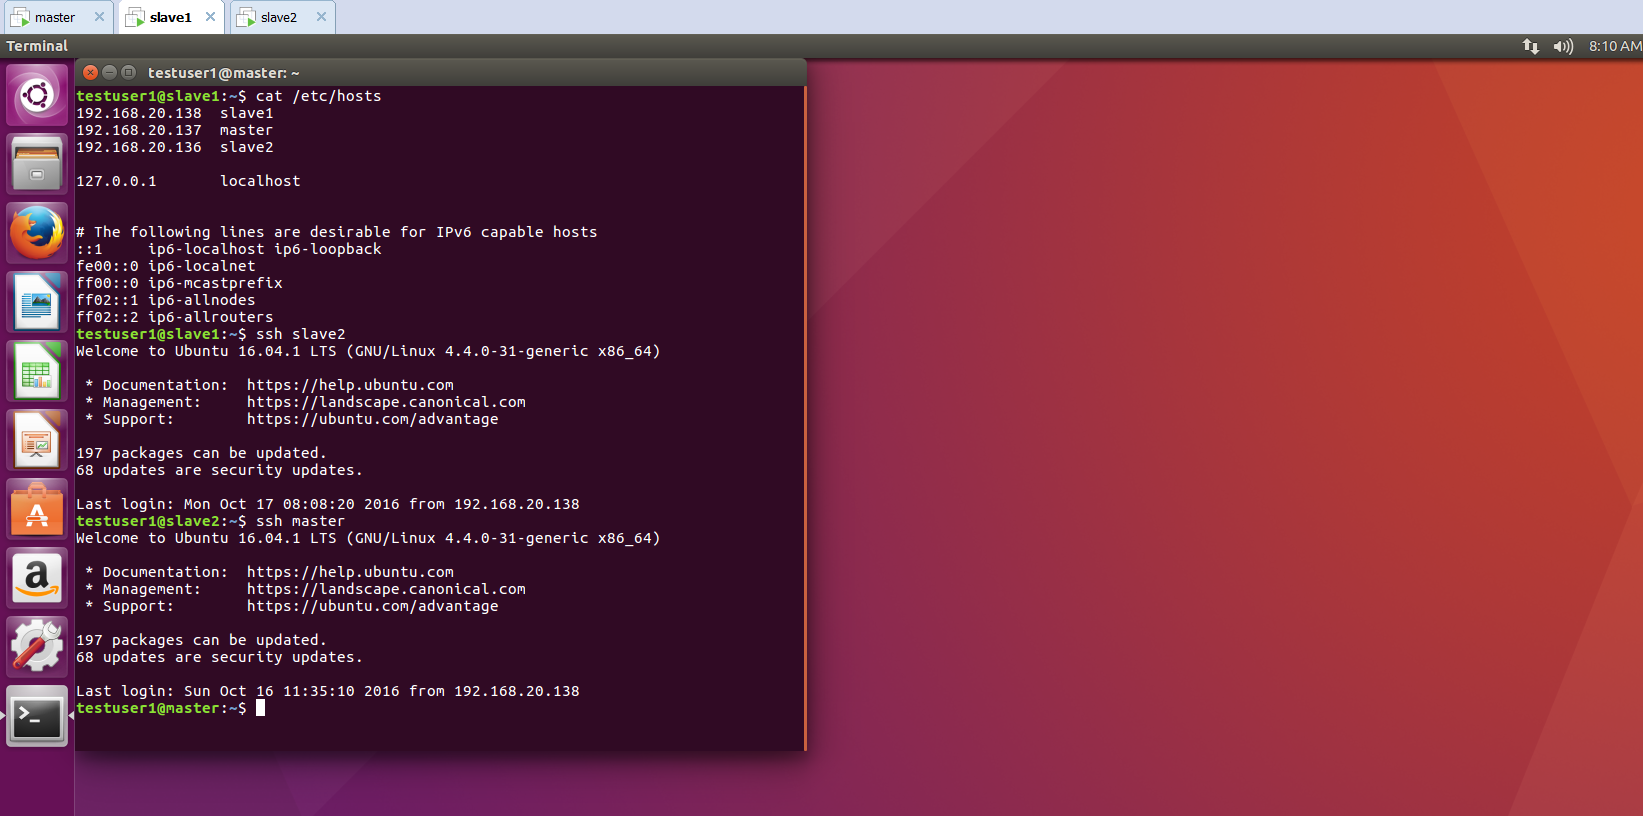 master slave1 slave2
Terminal 8:10 AM
testuser1@master: ~
testuser1@slave1:~$ cat /etc/hosts
192.168.20.138  slave1
192.168.20.137  master
192.168.20.136  slave2
127.0.0.1       localhost
# The following lines are desirable for IPv6 capable hosts
::1     ip6-localhost ip6-loopback
fe00::0 ip6-localnet
ff00::0 ip6-mcastprefix
ff02::1 ip6-allnodes
ff02::2 ip6-allrouters
testuser1@slave1:~$ ssh slave2
Welcome to Ubuntu 16.04.1 LTS (GNU/Linux 4.4.0-31-generic x86_64)
 * Documentation:  https://help.ubuntu.com
 * Management:     https://landscape.canonical.com
 * Support:        https://ubuntu.com/advantage
197 packages can be updated.
68 updates are security updates.
Last login: Mon Oct 17 08:08:20 2016 from 192.168.20.138
testuser1@slave2:~$ ssh master
Welcome to Ubuntu 16.04.1 LTS (GNU/Linux 4.4.0-31-generic x86_64)
 * Documentation:  https://help.ubuntu.com
 * Management:     https://landscape.canonical.com
 * Support:        https://ubuntu.com/advantage
197 packages can be updated.
68 updates are security updates.
Last login: Sun Oct 16 11:35:10 2016 from 192.168.20.138
testuser1@master:~$